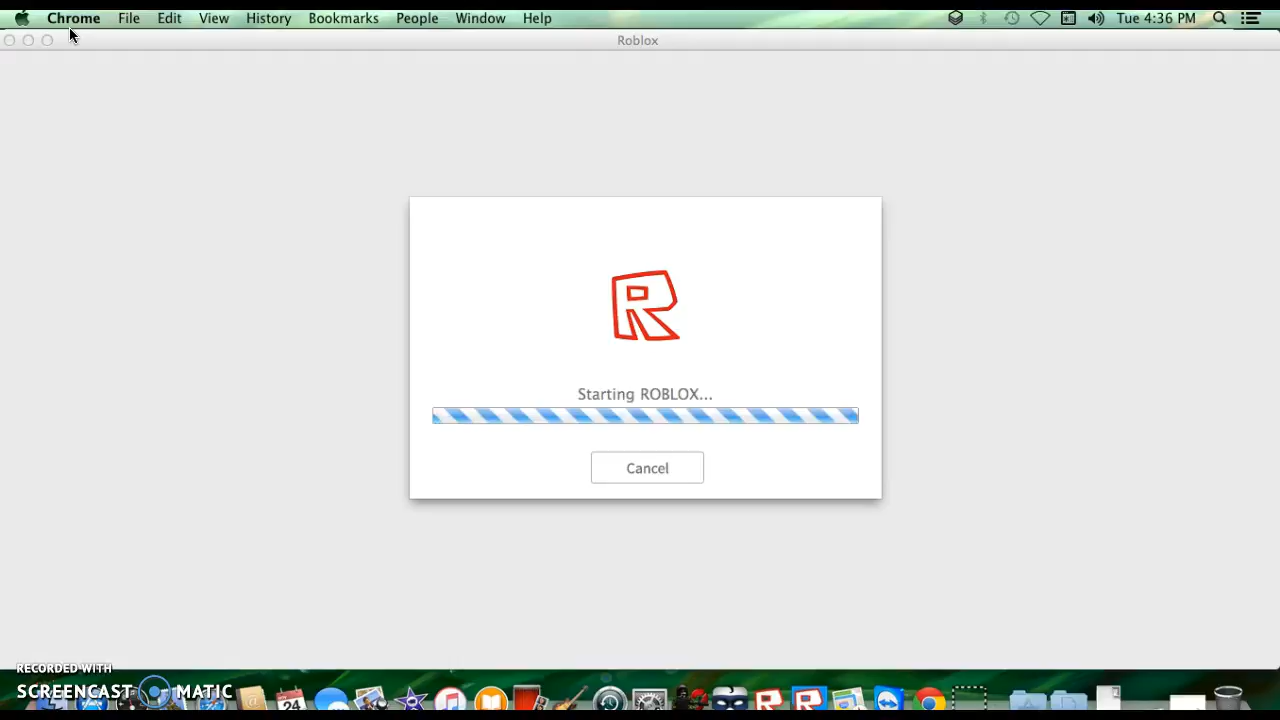 Chrome File Edit View History Bookmarks People Window Help Tue 4:36 PM
Roblox
R
Starting ROBLOX...
Cancel
RECORDED WITH
SCREENCAST MATIC
24